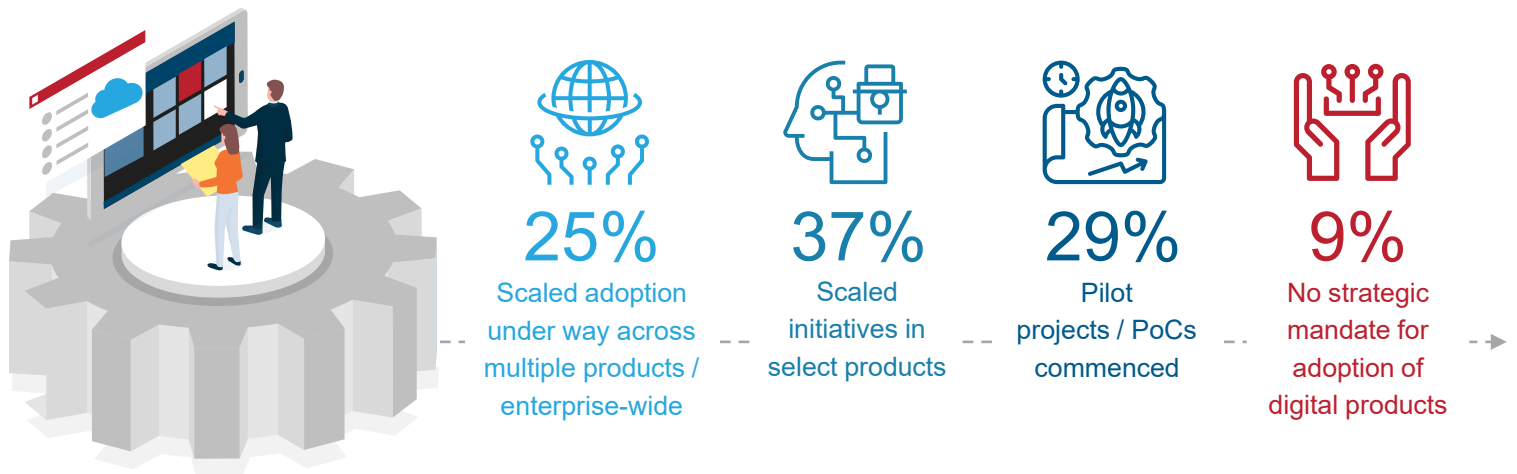 25%
Scaled adoption
under way across
multiple products /
enterprise-wide
37%
Scaled
initiatives in
select products
29%
Pilot
projects / PoCs
commenced
9%
No strategic
mandate for
adoption of
digital products